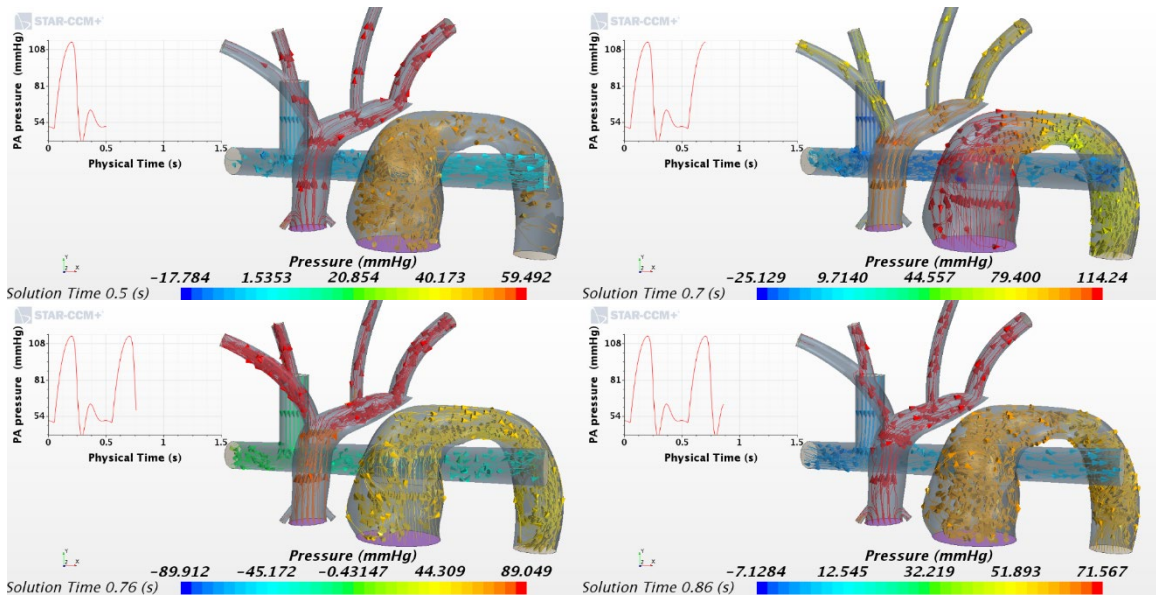 STAR-CCM+
PA pressure (mmHg)
108
81
54
0 0.5 1 1.5
Physical Time (s)
Y
Z X
Pressure (mmHg)
-17.784 1.5353 20.854 40.173 59.492
Solution Time 0.5 (s)
STAR-CCM+
PA pressure (mmHg)
108
81
54
0 0.5 1 1.5
Physical Time (s)
Y
Z X
Pressure (mmHg)
-25.129 9.7140 44.557 79.400 114.24
Solution Time 0.7 (s)
STAR-CCM+
PA pressure (mmHg)
108
81
54
0 0.5 1 1.5
Physical Time (s)
Y
Z X
Pressure (mmHg)
-89.912 -45.172 -0.43147 44.309 89.049
Solution Time 0.76 (s)
STAR-CCM+
PA pressure (mmHg)
108
81
54
0 0.5 1 1.5
Physical Time (s)
Y
Z X
Pressure (mmHg)
-7.1284 12.545 32.219 51.893 71.567
Solution Time 0.86 (s)